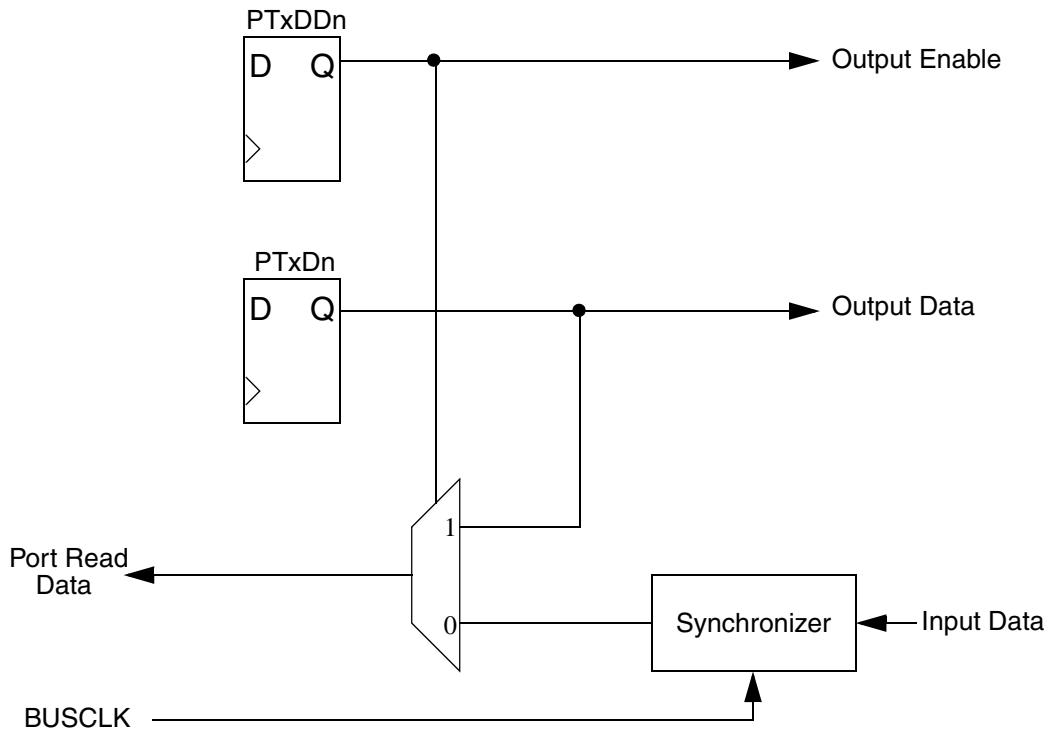 PTxDDn
D Q
Output Enable
PTxDn
D Q
Output Data
1
Port Read
Data
0
Synchronizer
Input Data
BUSCLK